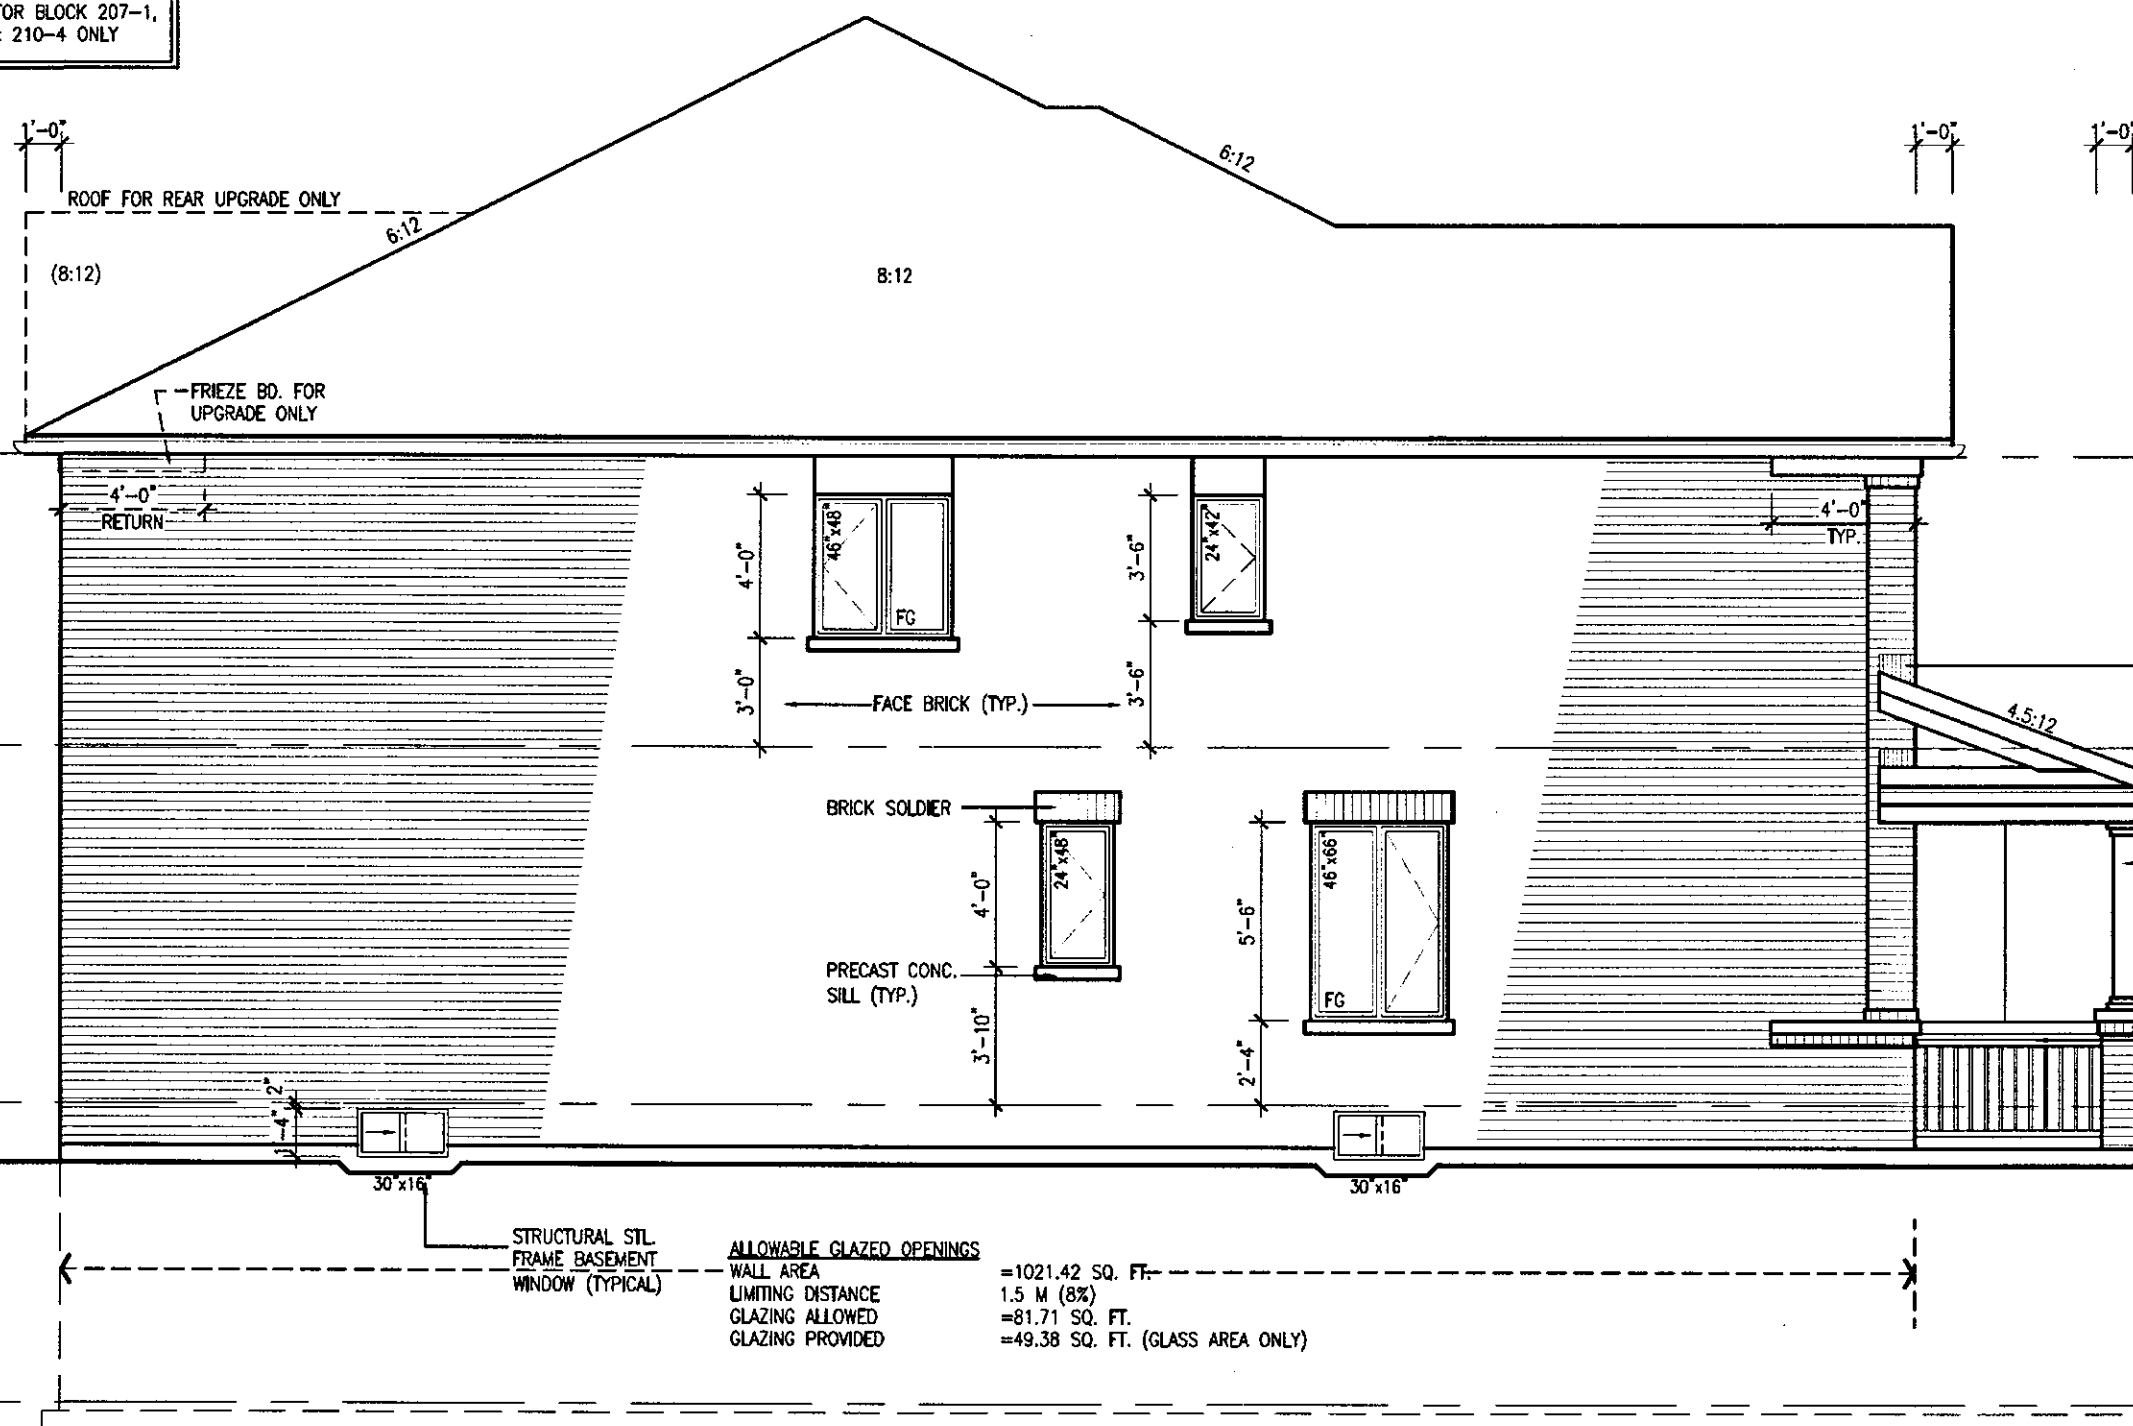 FOR BLOCK 207-1,
210-4 ONLY
1'-0"
1'-0"
1'-0"
ROOF FOR REAR UPGRADE ONLY
6:12
6:12
(8:12)
8:12
FRIEZE BD. FOR
UPGRADE ONLY
4'-0"
RETURN
46"x48"
FG
4'-0"
3'-0"
24"x42"
3'-6"
3'-6"
4'-0"
TYP.
FACE BRICK (TYP.)
4.5:12
BRICK SOLDIER
24"x48"
4'-0"
46"x66"
FG
5'-6"
PRECAST CONC.
SILL (TYP.)
3'-10"
2'-4"
2"
1'-4"
30"x16"
30"x16"
STRUCTURAL STL.
FRAME BASEMENT
WINDOW (TYPICAL)
ALLOWABLE GLAZED OPENINGS
WALL AREA =1021.42 SQ. FT.
LIMITING DISTANCE 1.5 M (8%)
GLAZING ALLOWED =81.71 SQ. FT.
GLAZING PROVIDED =49.38 SQ. FT. (GLASS AREA ONLY)